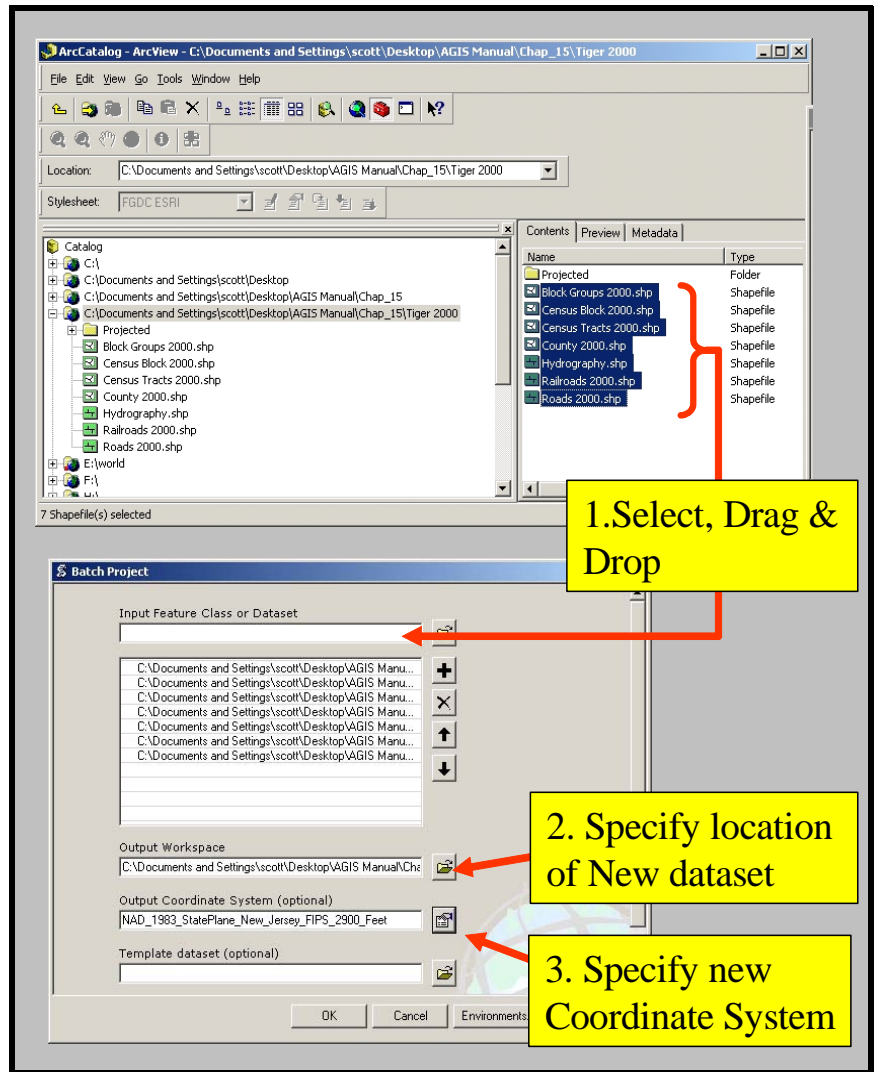 ArcCatalog - ArcView - C:\Documents and Settings\scott\Desktop\AGIS Manual\Chap_15\Tiger 2000
File Edit View Go Tools Window Help
Location: C:\Documents and Settings\scott\Desktop\AGIS Manual\Chap_15\Tiger 2000
Stylesheet: FGDC ESRI
Catalog
C:\
C:\Documents and Settings\scott\Desktop
C:\Documents and Settings\scott\Desktop\AGIS Manual\Chap_15
C:\Documents and Settings\scott\Desktop\AGIS Manual\Chap_15\Tiger 2000
Projected
Block Groups 2000.shp
Census Block 2000.shp
Census Tracts 2000.shp
County 2000.shp
Hydrography.shp
Railroads 2000.shp
Roads 2000.shp
E:\world
F:\
Contents Preview Metadata
Name Type
Projected Folder
Block Groups 2000.shp Shapefile
Census Block 2000.shp Shapefile
Census Tracts 2000.shp Shapefile
County 2000.shp Shapefile
Hydrography.shp Shapefile
Railroads 2000.shp Shapefile
Roads 2000.shp Shapefile
7 Shapefile(s) selected
1.Select, Drag &
Drop
Batch Project
Input Feature Class or Dataset
C:\Documents and Settings\scott\Desktop\AGIS Manu...
C:\Documents and Settings\scott\Desktop\AGIS Manu...
C:\Documents and Settings\scott\Desktop\AGIS Manu...
C:\Documents and Settings\scott\Desktop\AGIS Manu...
C:\Documents and Settings\scott\Desktop\AGIS Manu...
C:\Documents and Settings\scott\Desktop\AGIS Manu...
C:\Documents and Settings\scott\Desktop\AGIS Manu...
Output Workspace
C:\Documents and Settings\scott\Desktop\AGIS Manual\Cha
2. Specify location
of New dataset
Output Coordinate System (optional)
NAD_1983_StatePlane_New_Jersey_FIPS_2900_Feet
Template dataset (optional)
3. Specify new
Coordinate System
OK Cancel Environments.